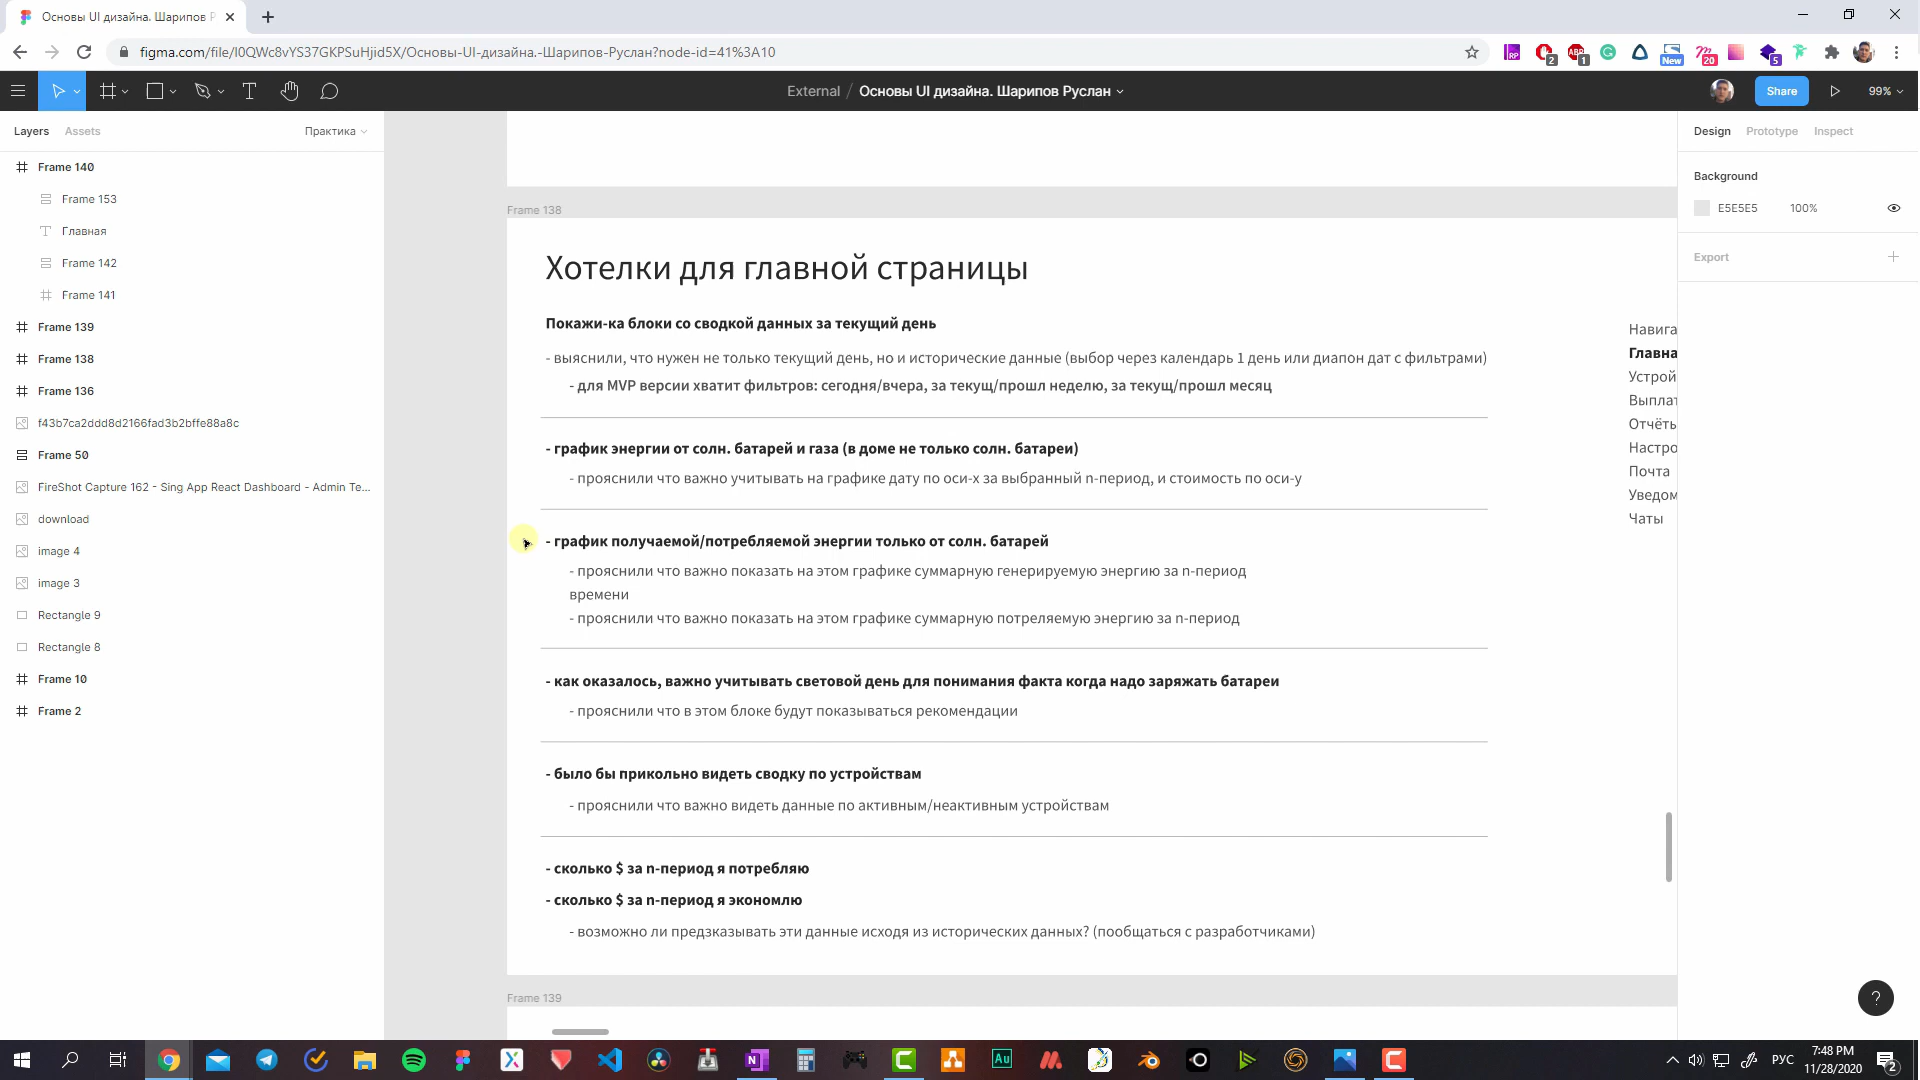 Основы UI дизайна. Шарипов Р
figma.com/file/I0QWc8vYS37GKPSuHjid5X/Основы-UI-дизайна.-Шарипов-Руслан?node-id=41%3A10
RP
2
ABP
1
New
20
5
External / Основы UI дизайна. Шарипов Руслан
Share
99%
Layers
Assets
Практика
Frame 140
Frame 153
Главная
Frame 142
Frame 141
Frame 139
Frame 138
Frame 136
f43b7ca2ddd8d2166fad3b2bffe88a8c
Frame 50
FireShot Capture 162 - Sing App React Dashboard - Admin Te...
download
image 4
image 3
Rectangle 9
Rectangle 8
Frame 10
Frame 2
Frame 138
Хотелки для главной страницы
Покажи-ка блоки со сводкой данных за текущий день
- выяснили, что нужен не только текущий день, но и исторические данные (выбор через календарь 1 день или диапон дат с фильтрами)
- для MVP версии хватит фильтров: сегодня/вчера, за текущ/прошл неделю, за текущ/прошл месяц
- график энергии от солн. батарей и газа (в доме не только солн. батареи)
- прояснили что важно учитывать на графике дату по оси-x за выбранный n-период, и стоимость по оси-y
- график получаемой/потребляемой энергии только от солн. батарей
- прояснили что важно показать на этом графике суммарную генерируемую энергию за n-период
времени
- прояснили что важно показать на этом графике суммарную потреляемую энергию за n-период
- как оказалось, важно учитывать световой день для понимания факта когда надо заряжать батареи
- прояснили что в этом блоке будут показываться рекомендации
- было бы прикольно видеть сводку по устройствам
- прояснили что важно видеть данные по активным/неактивным устройствам
- сколько $ за n-период я потребляю
- сколько $ за n-период я экономлю
- возможно ли предзказывать эти данные исходя из исторических данных? (пообщаться с разработчиками)
Frame 139
Навига
Главна
Устрой
Выплат
Отчёть
Настро
Почта
Уведом
Чаты
Design
Prototype
Inspect
Background
E5E5E5
100%
Export
?
Au
РУС
7:48 PM
11/28/2020
2